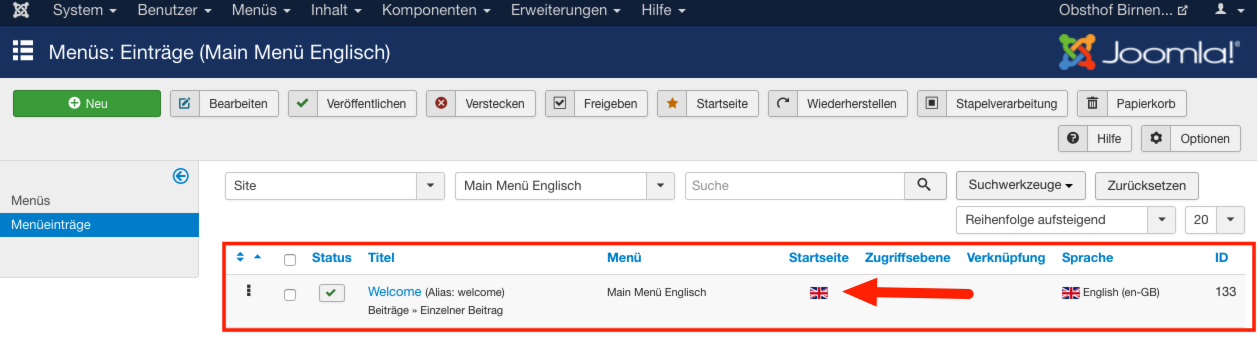 System Benutzer Menüs Inhalt Komponenten Erweiterungen Hilfe Obsthof Birnen...
Menüs: Einträge (Main Menü Englisch) Joomla!®
Neu Bearbeiten Veröffentlichen Verstecken Freigeben Startseite Wiederherstellen Stapelverarbeitung Papierkorb
Hilfe Optionen
Site Main Menü Englisch Suche Suchwerkzeuge Zurücksetzen
Menüs
Reihenfolge aufsteigend 20
Menüeinträge
Status Titel Menü Startseite Zugriffsebene Verknüpfung Sprache ID
Welcome (Alias: welcome) Main Menü Englisch English (en-GB) 133
Beiträge » Einzelner Beitrag